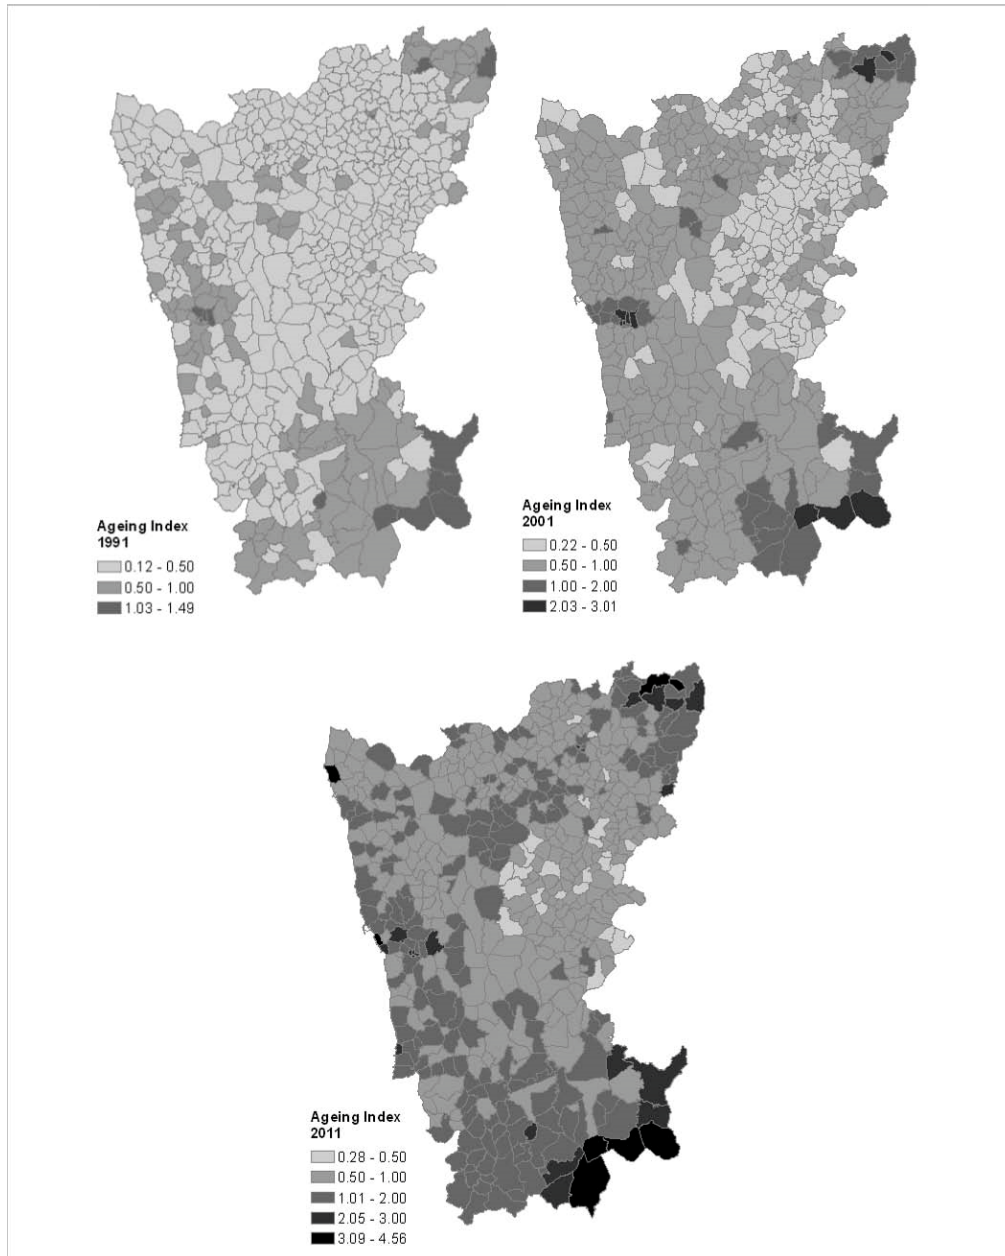 Ageing Index
1991
0.12 - 0.50
0.50 - 1.00
1.03 - 1.49
Ageing Index
2001
0.22 - 0.50
0.50 - 1.00
1.00 - 2.00
2.03 - 3.01
Ageing Index
2011
0.28 - 0.50
0.50 - 1.00
1.01 - 2.00
2.05 - 3.00
3.09 - 4.56